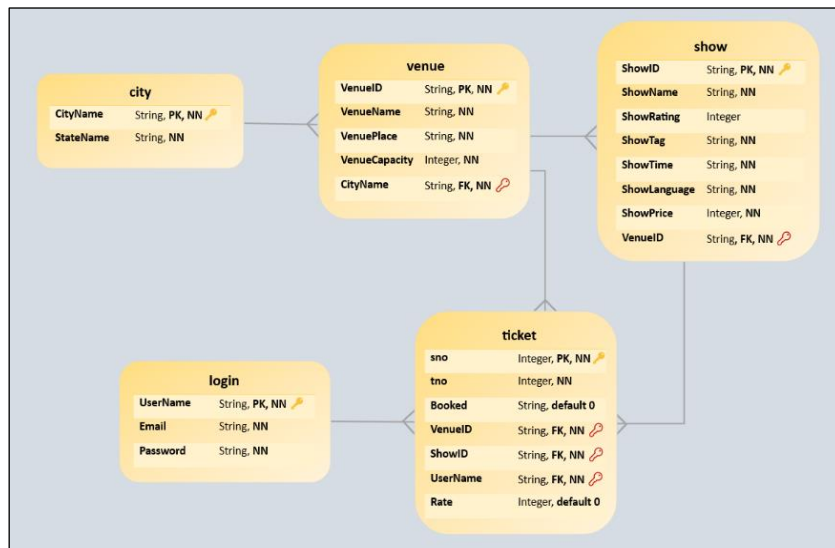 city
CityName String, PK, NN
StateName String, NN
venue
VenueID String, PK, NN
VenueName String, NN
VenuePlace String, NN
VenueCapacity Integer, NN
CityName String, FK, NN
show
ShowID String, PK, NN
ShowName String, NN
ShowRating Integer
ShowTag String, NN
ShowTime String, NN
ShowLanguage String, NN
ShowPrice Integer, NN
VenueID String, FK, NN
login
UserName String, PK, NN
Email String, NN
Password String, NN
ticket
sno Integer, PK, NN
tno Integer, NN
Booked String, default 0
VenueID String, FK, NN
ShowID String, FK, NN
UserName String, FK, NN
Rate Integer, default 0